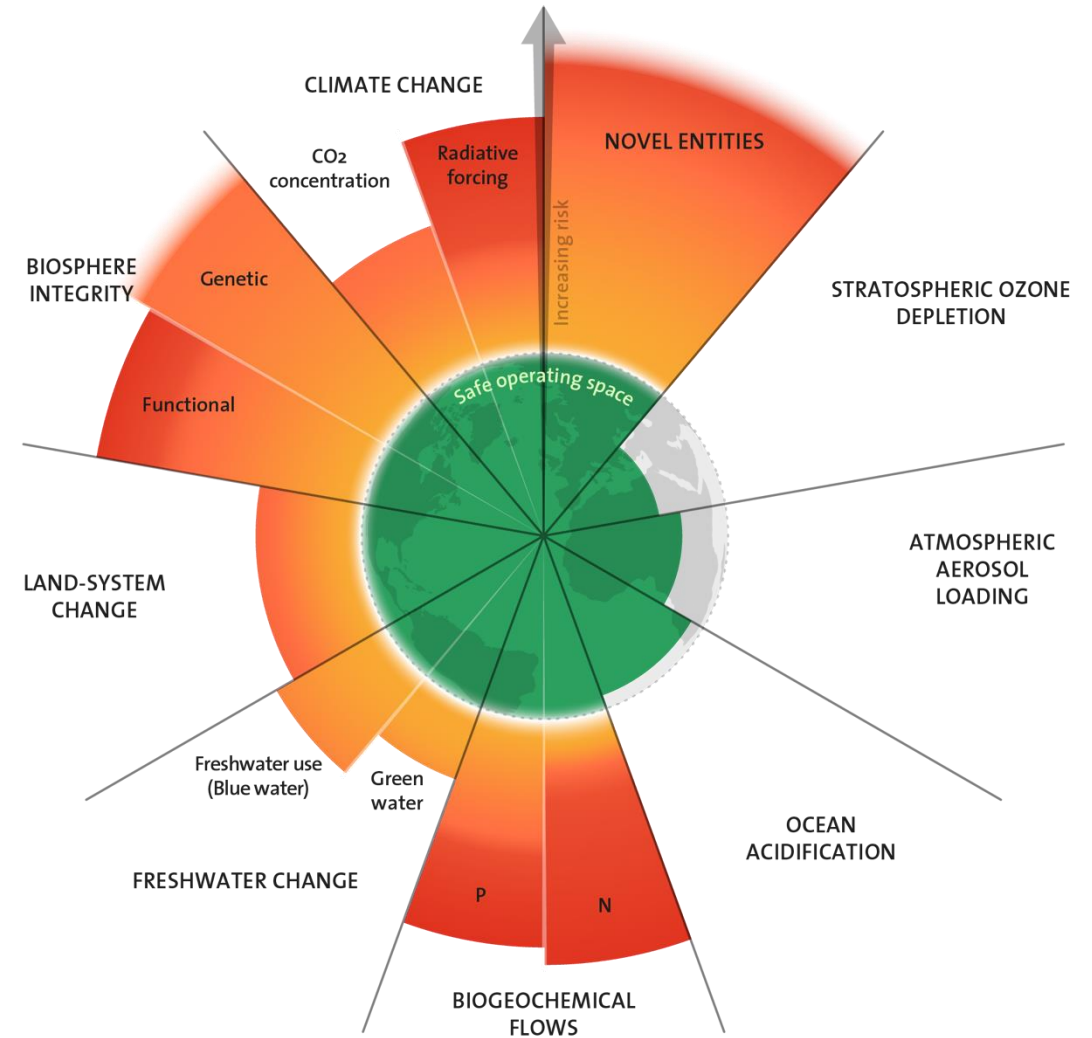 CLIMATE CHANGE
CO2
concentration
Radiative
forcing
NOVEL ENTITIES
Increasing risk
STRATOSPHERIC OZONE
DEPLETION
BIOSPHERE
INTEGRITY
Genetic
Functional
Safe operating space
ATMOSPHERIC
AEROSOL
LOADING
LAND-SYSTEM
CHANGE
Freshwater use
(Blue water)
Green
water
FRESHWATER CHANGE
P
N
OCEAN
ACIDIFICATION
BIOGEOCHEMICAL
FLOWS